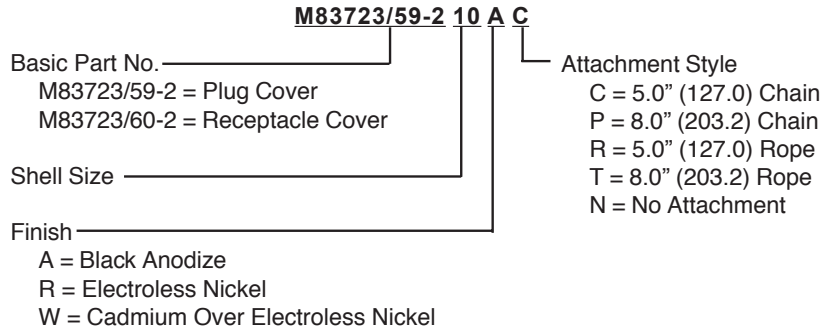 M83723/59-2 10 A C
Basic Part No.
M83723/59-2 = Plug Cover
M83723/60-2 = Receptacle Cover
Shell Size
Finish
A = Black Anodize
R = Electroless Nickel
W = Cadmium Over Electroless Nickel
Attachment Style
C = 5.0” (127.0) Chain
P = 8.0” (203.2) Chain
R = 5.0” (127.0) Rope
T = 8.0” (203.2) Rope
N = No Attachment